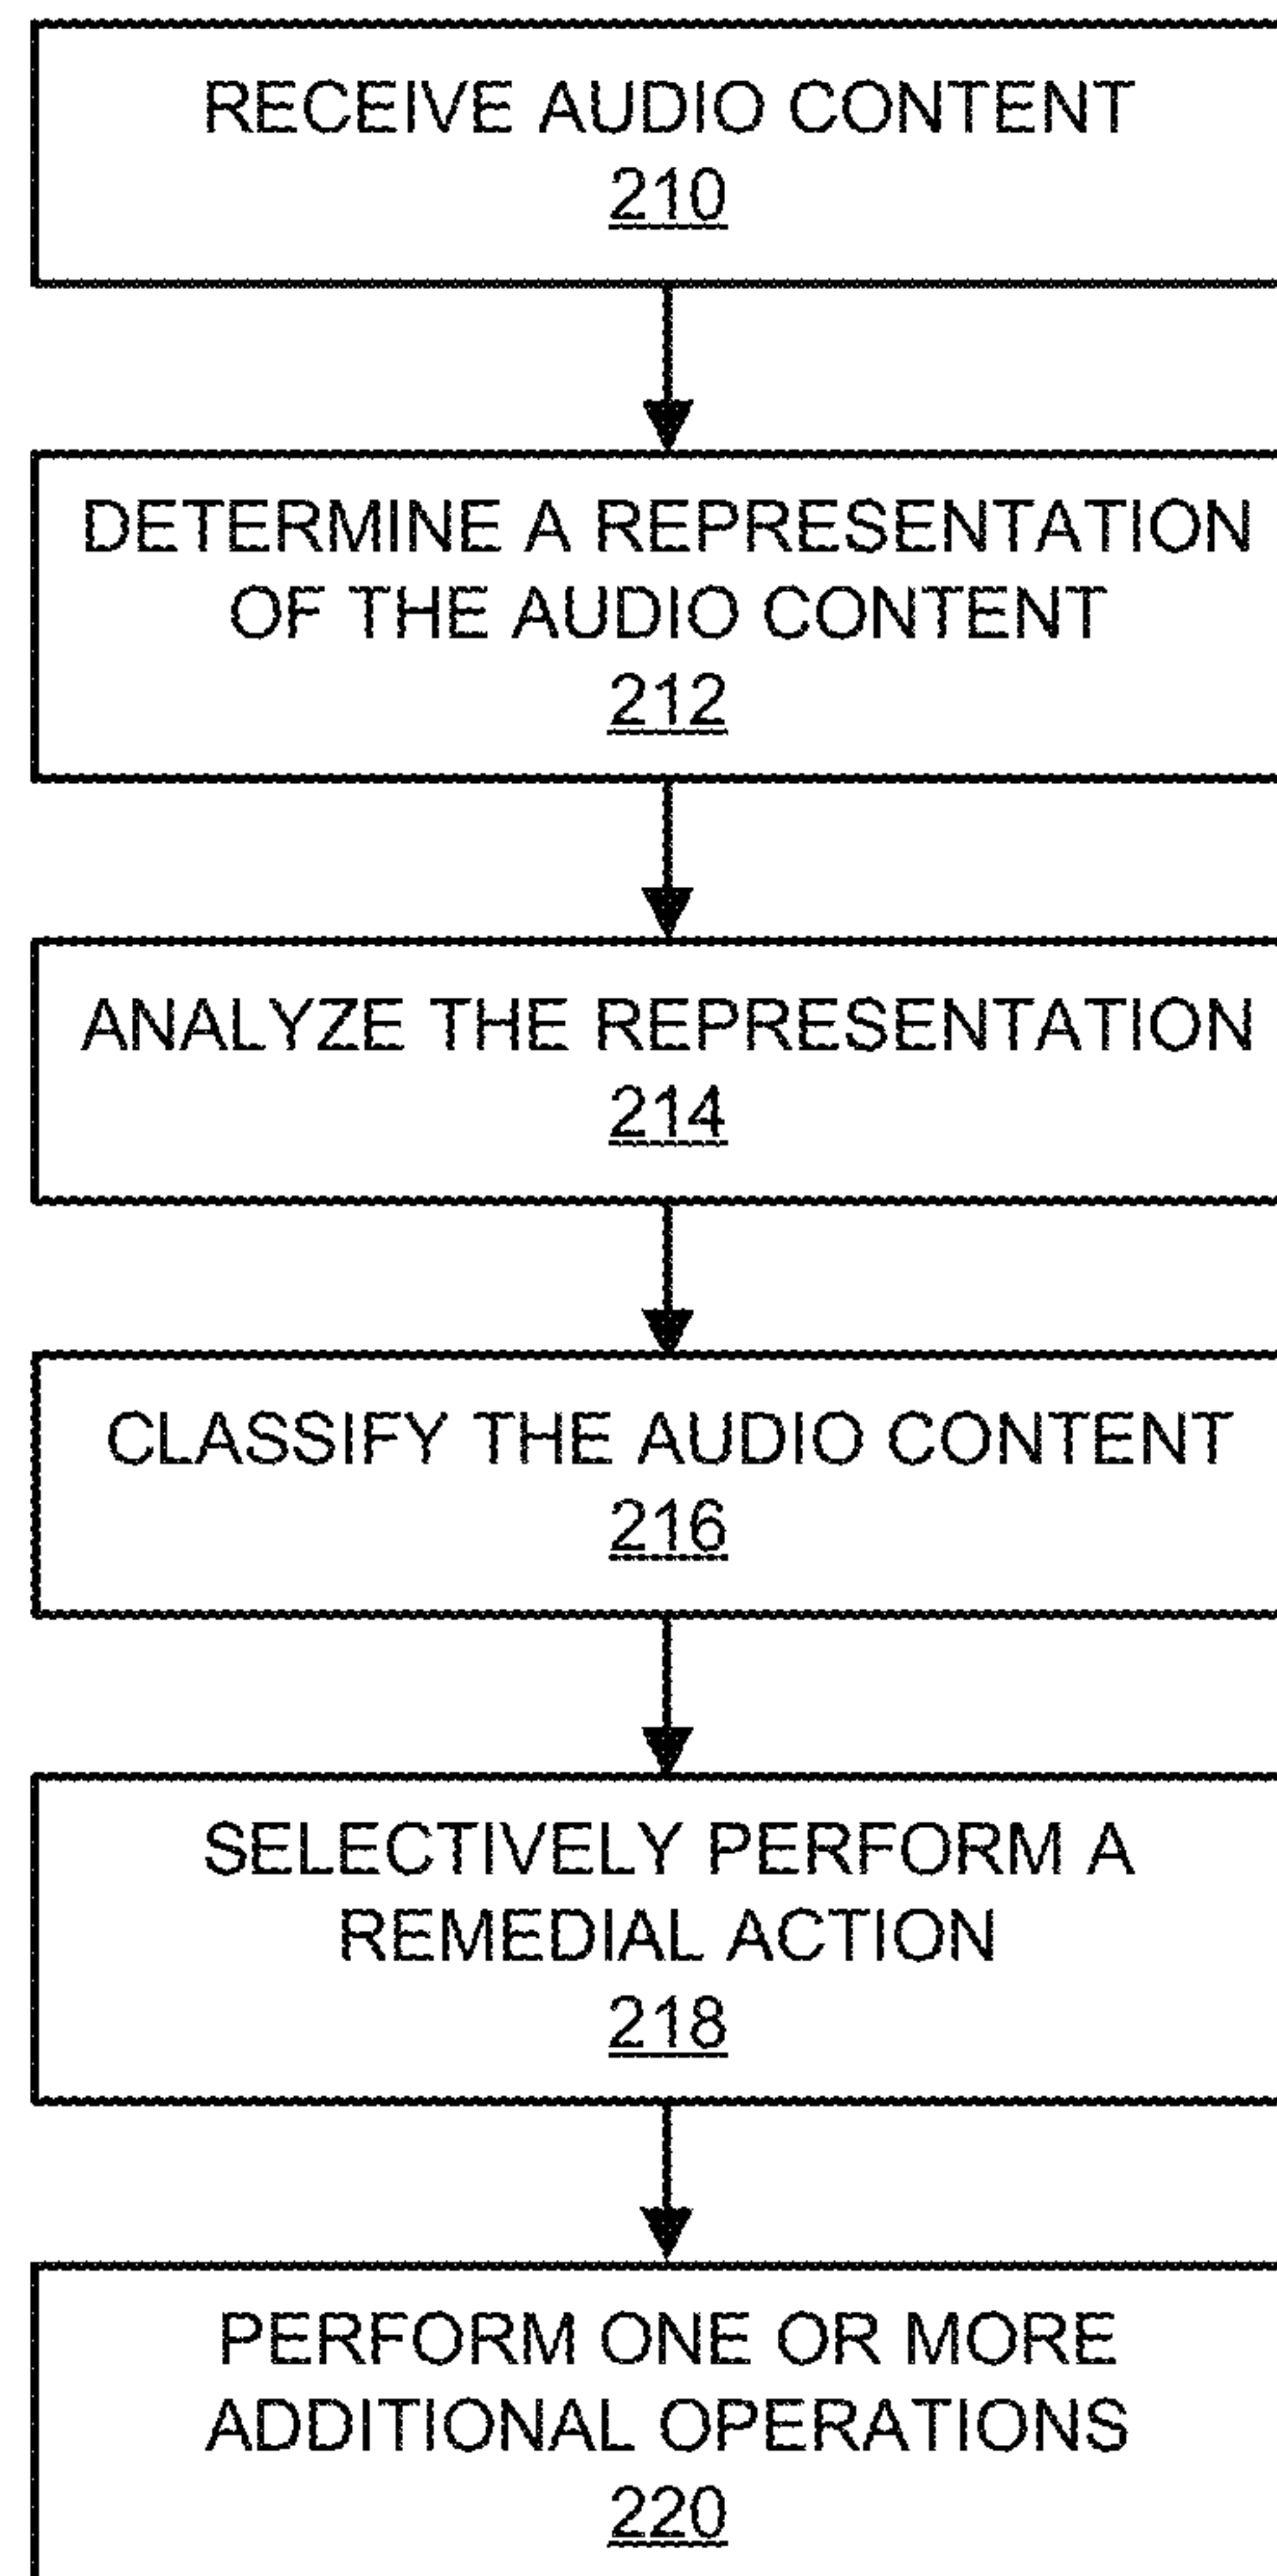 RECEIVE AUDIO CONTENT
210
DETERMINE A REPRESENTATION
OF THE AUDIO CONTENT
212
ANALYZE THE REPRESENTATION
214
CLASSIFY THE AUDIO CONTENT
216
SELECTIVELY PERFORM A
REMEDIAL ACTION
218
PERFORM ONE OR MORE
ADDITIONAL OPERATIONS
220